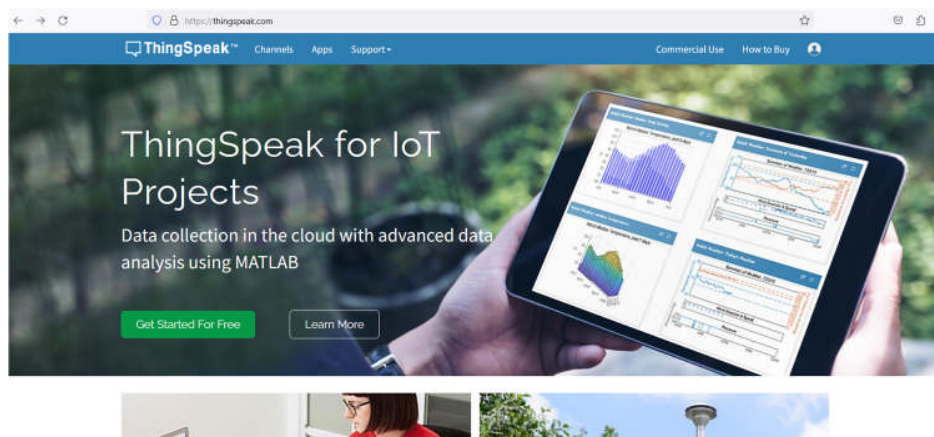 https://thingspeak.com
ThingSpeak™ Channels Apps Support Commercial Use How to Buy
ThingSpeak for IoT
Projects
Data collection in the cloud with advanced data
analysis using MATLAB
Get Started For Free Learn More